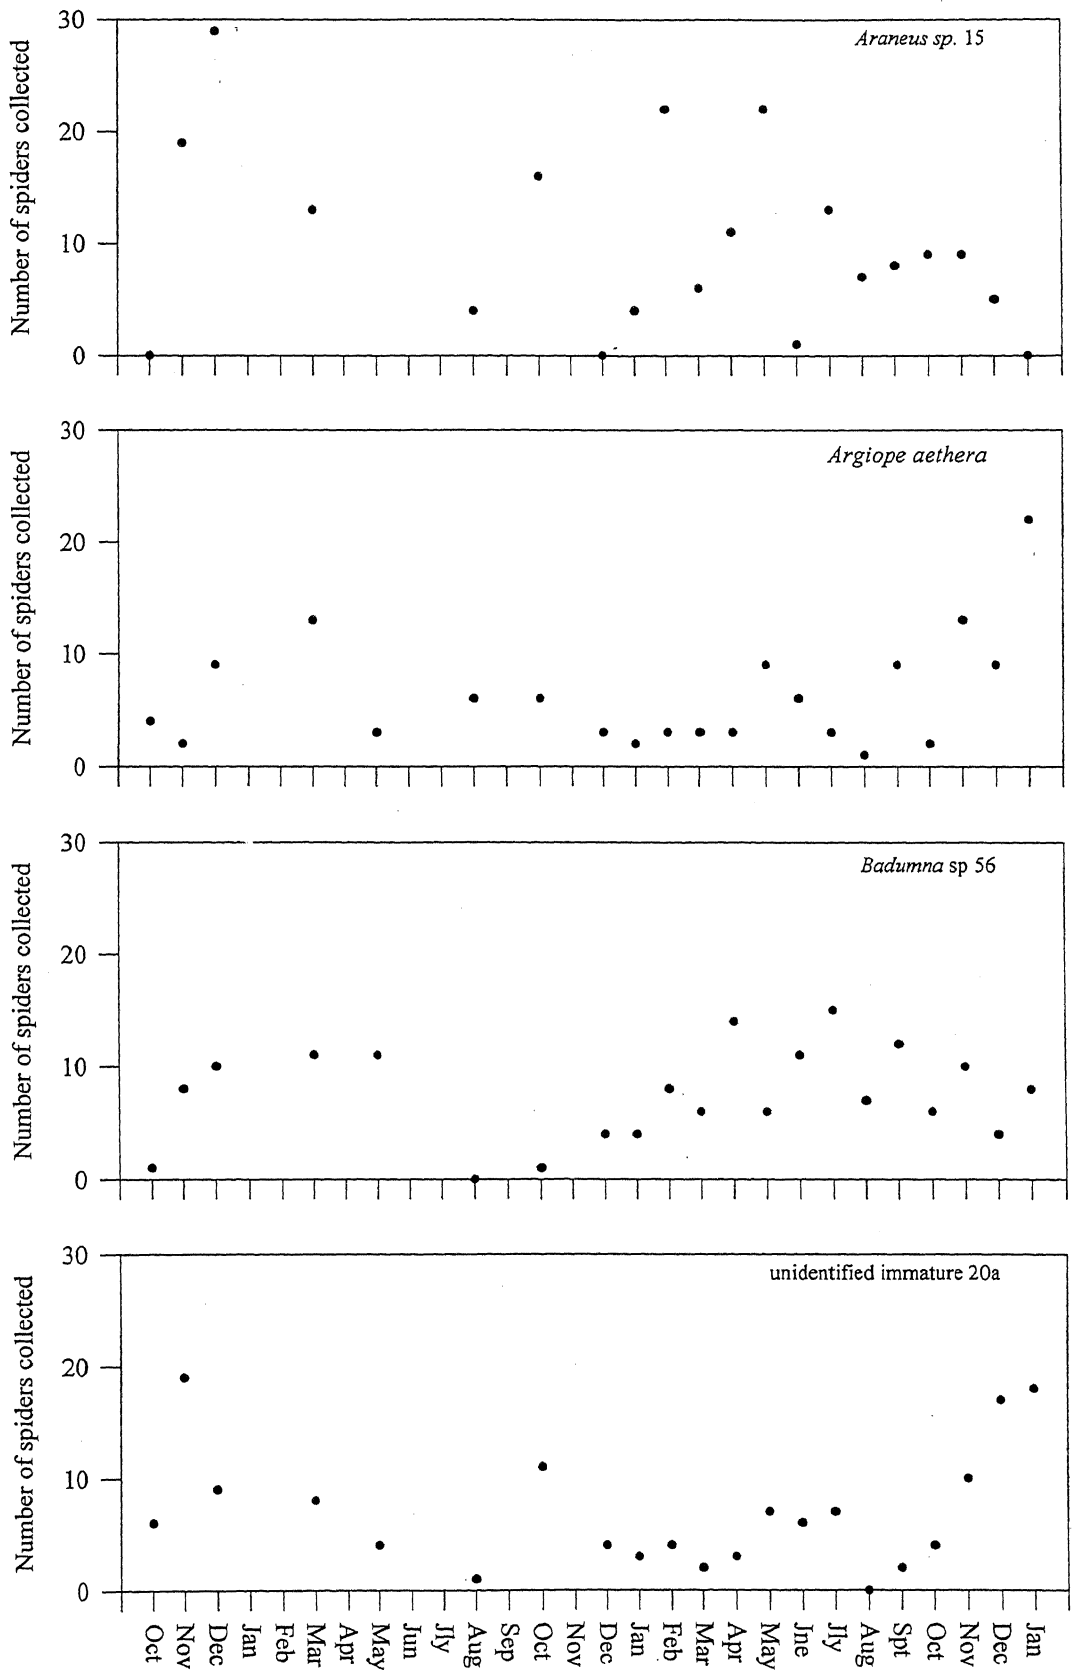 30
20
10
0
Number of spiders collected
Araneus sp. 15
30
20
10
0
Number of spiders collected
Argiope aethera
30
20
10
0
Number of spiders collected
Badumna sp 56
30
20
10
0
Number of spiders collected
unidentified immature 20a
Oct
Nov
Dec
Jan
Feb
Mar
Apr
May
Jun
Jly
Aug
Sep
Oct
Nov
Dec
Jan
Feb
Mar
Apr
May
Jne
Jly
Aug
Spt
Oct
Nov
Dec
Jan